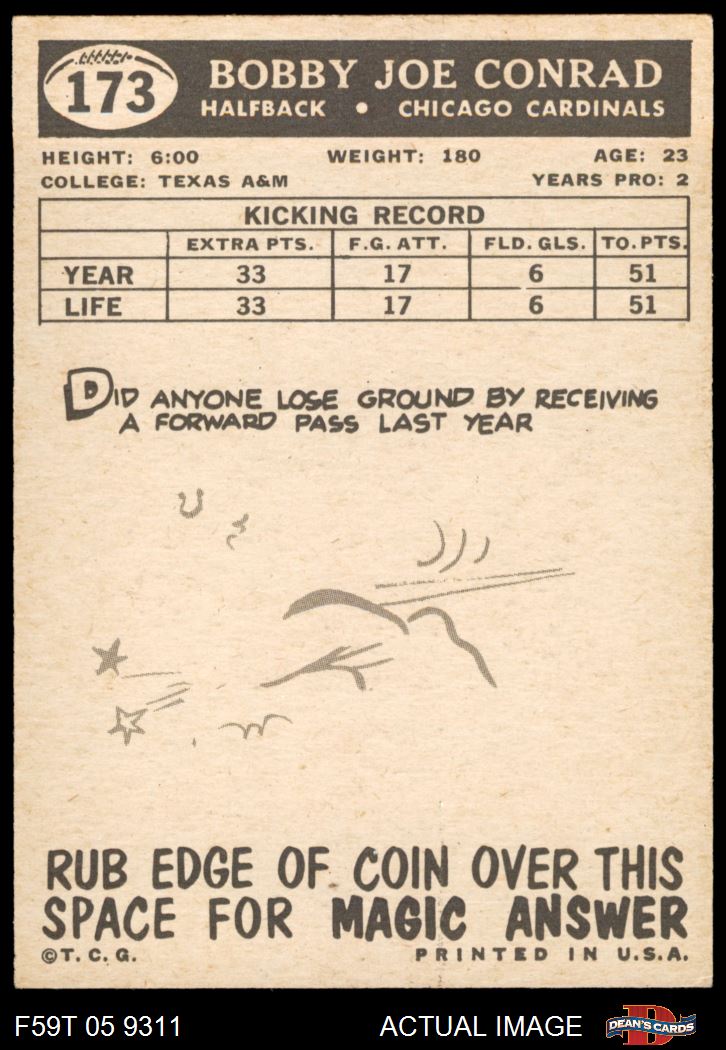 173
BOBBY JOE CONRAD
HALFBACK • CHICAGO CARDINALS
HEIGHT: 6:00 WEIGHT: 180 AGE: 23
COLLEGE: TEXAS A&M YEARS PRO: 2
KICKING RECORD
EXTRA PTS. F.G. ATT. FLD. GLS. TO. PTS.
YEAR 33 17 6 51
LIFE 33 17 6 51
DID ANYONE LOSE GROUND BY RECEIVING
A FORWARD PASS LAST YEAR
RUB EDGE OF COIN OVER THIS
SPACE FOR MAGIC ANSWER
©T. C. G. PRINTED IN U.S.A.
F59T 05 9311 ACTUAL IMAGE D DEAN'S CARDS